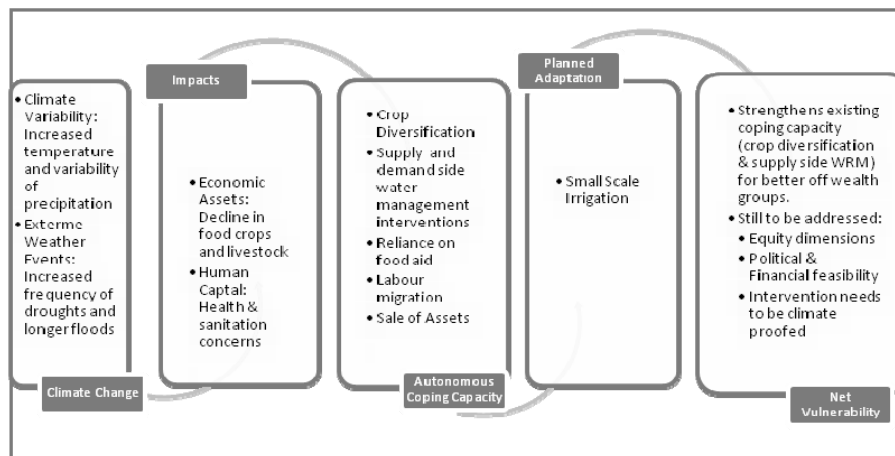 Impacts
Planned
Adaptation
• Climate
Variability:
Increased
temperature
and variability
of
precipitation
• Exterme
Weather
Events:
Increased
frequency of
droughts and
longer floods
Climate Change
• Economic
Assets:
Decline in
food crops
and livestock
• Human
Captal:
Health &
sanitation
concerns
• Crop
Diversification
• Supply and
demand side
water
management
interventions
• Reliance on
food aid
• Labour
migration
• Sale of Assets
Autonomous
Coping Capacity
• Small Scale
Irrigation
• Strengthens existing
coping capacity
(crop diversification
& supply side WRM)
for better off wealth
groups.
• Still to be addressed:
• Equity dimensions
• Political &
Financial feasibility
• Intervention needs
to be climate
proofed
Net
Vulnerability